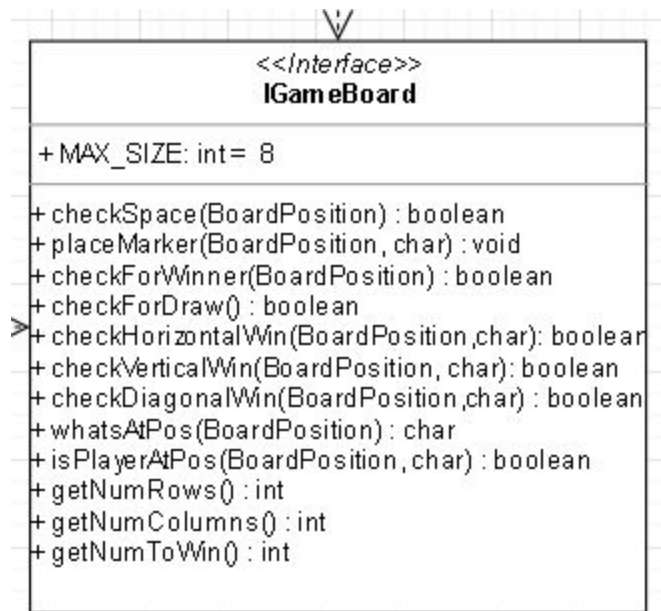 <<Interface>>
IGameBoard
+ MAX_SIZE: int = 8
+ checkSpace(BoardPosition) : boolean
+ placeMarker(BoardPosition, char) : void
+ checkForWinner(BoardPosition) : boolean
+ checkForDraw() : boolean
+ checkHorizontalWin(BoardPosition,char): boolean
+ checkVerticalWin(BoardPosition, char): boolean
+ checkDiagonalWin(BoardPosition,char) : boolean
+ whatsAtPos(BoardPosition) : char
+ isPlayerAtPos(BoardPosition, char) : boolean
+ getNumRows() : int
+ getNumColumns() : int
+ getNumToWin() : int